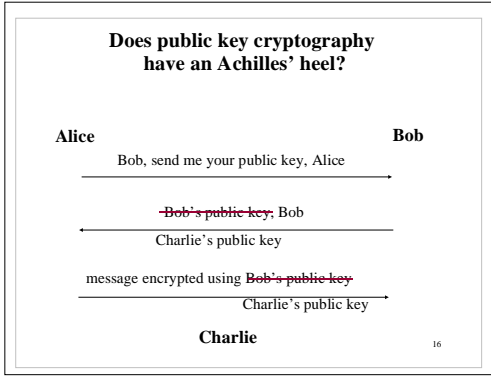 Does public key cryptography
have an Achilles' heel?
Alice
Bob
Bob, send me your public key, Alice
Bob's public key, Bob
Charlie's public key
message encrypted using Bob's public key
Charlie's public key
Charlie
16